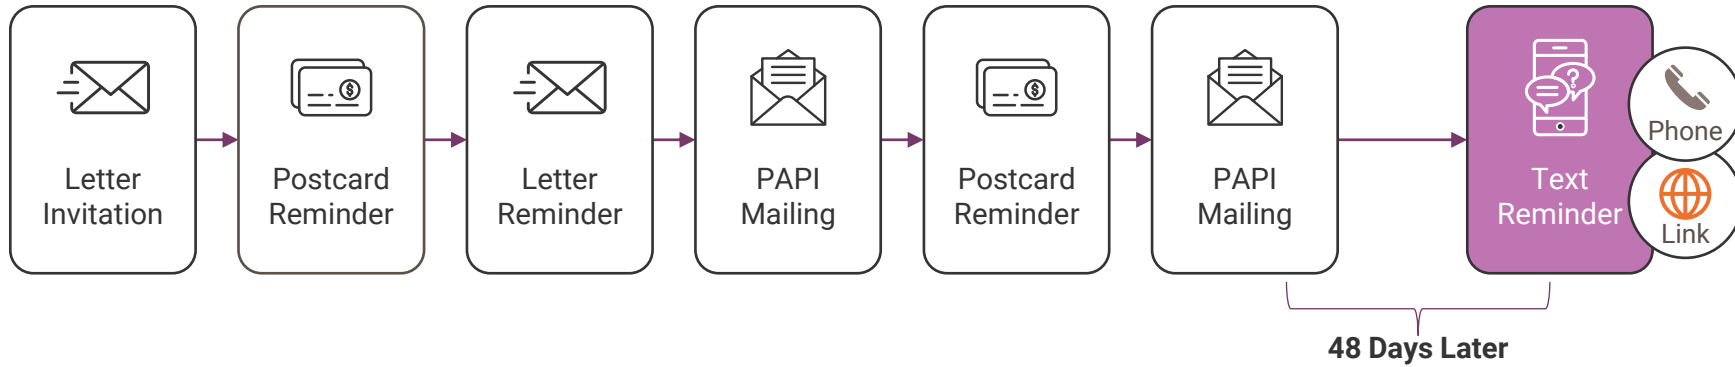 Letter
Invitation
Postcard
Reminder
Letter
Reminder
PAPI
Mailing
Postcard
Reminder
PAPI
Mailing
Text
Reminder
Phone
Link
48 Days Later